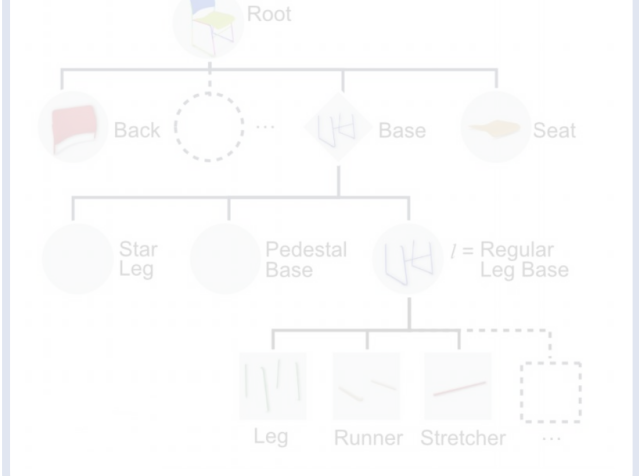 Root
Back
...
Base
Seat
Star
Leg
Pedestal
Base
l = Regular
Leg Base
Leg
Runner
Stretcher
...